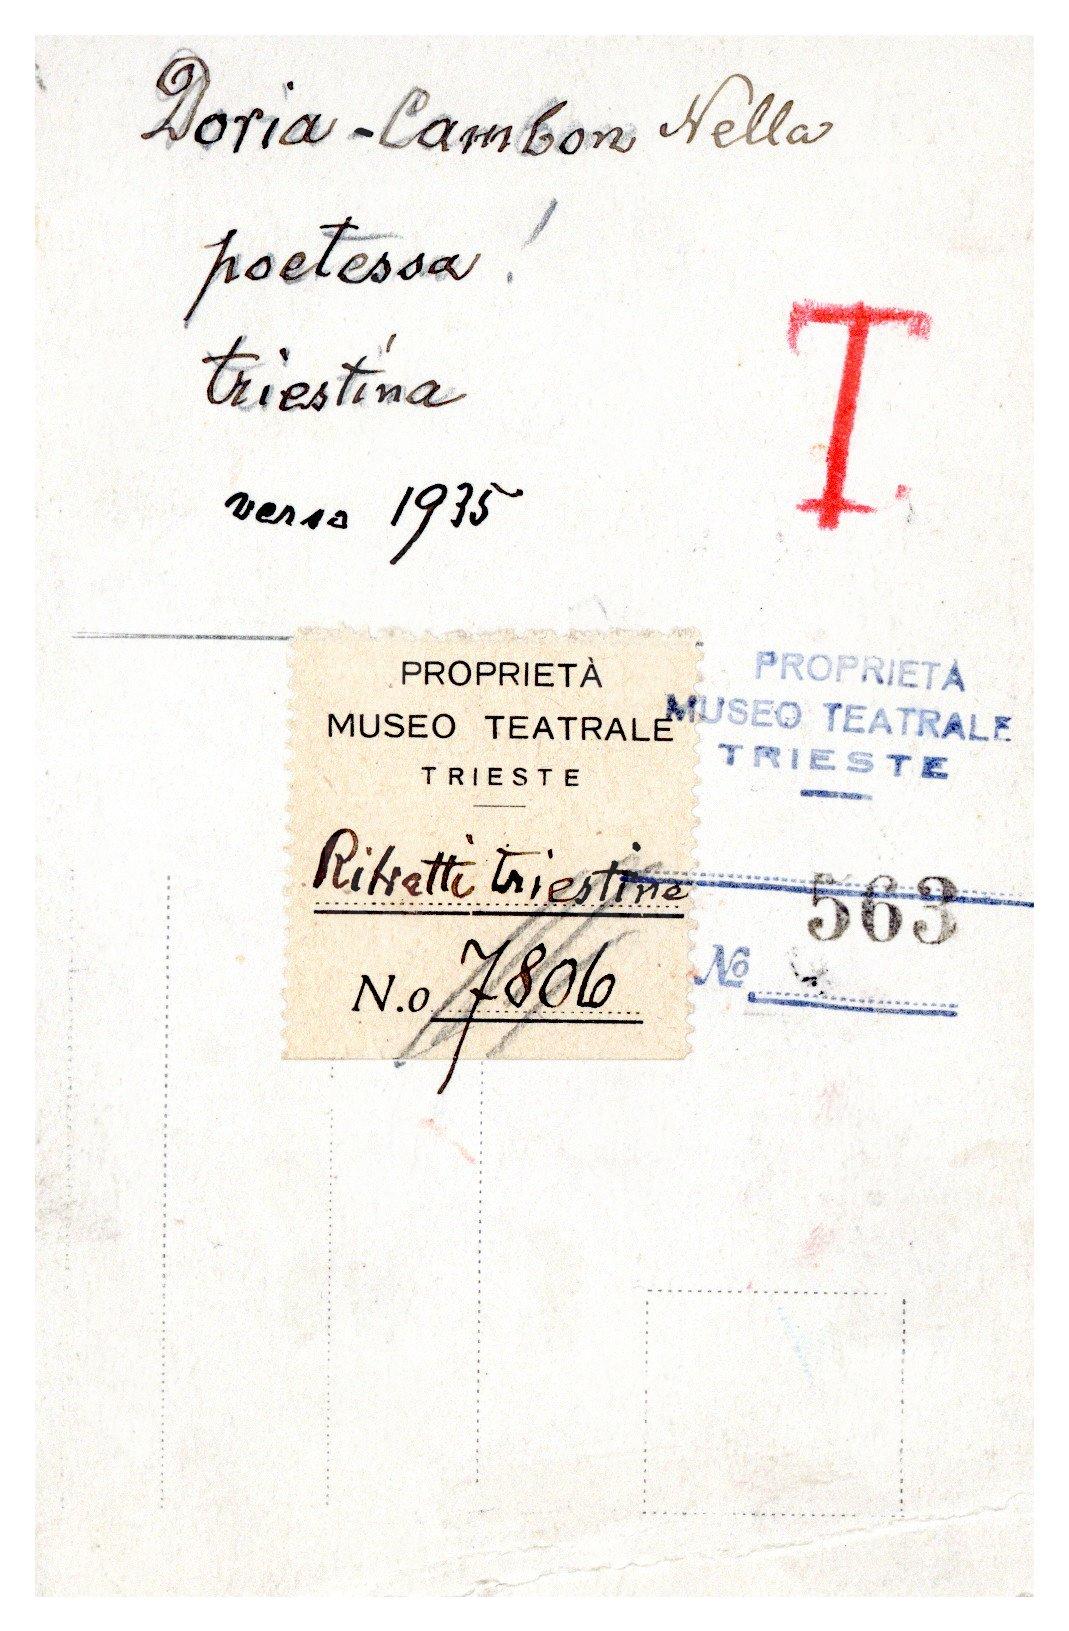 Doria-Cambon Nella
poetessa!
triestina
verso 1935
T.
PROPRIETÀ
MUSEO TEATRALE
TRIESTE
Ritratti triestine
N.o 7806
PROPRIETÀ
MUSEO TEATRALE
TRIESTE
563
No